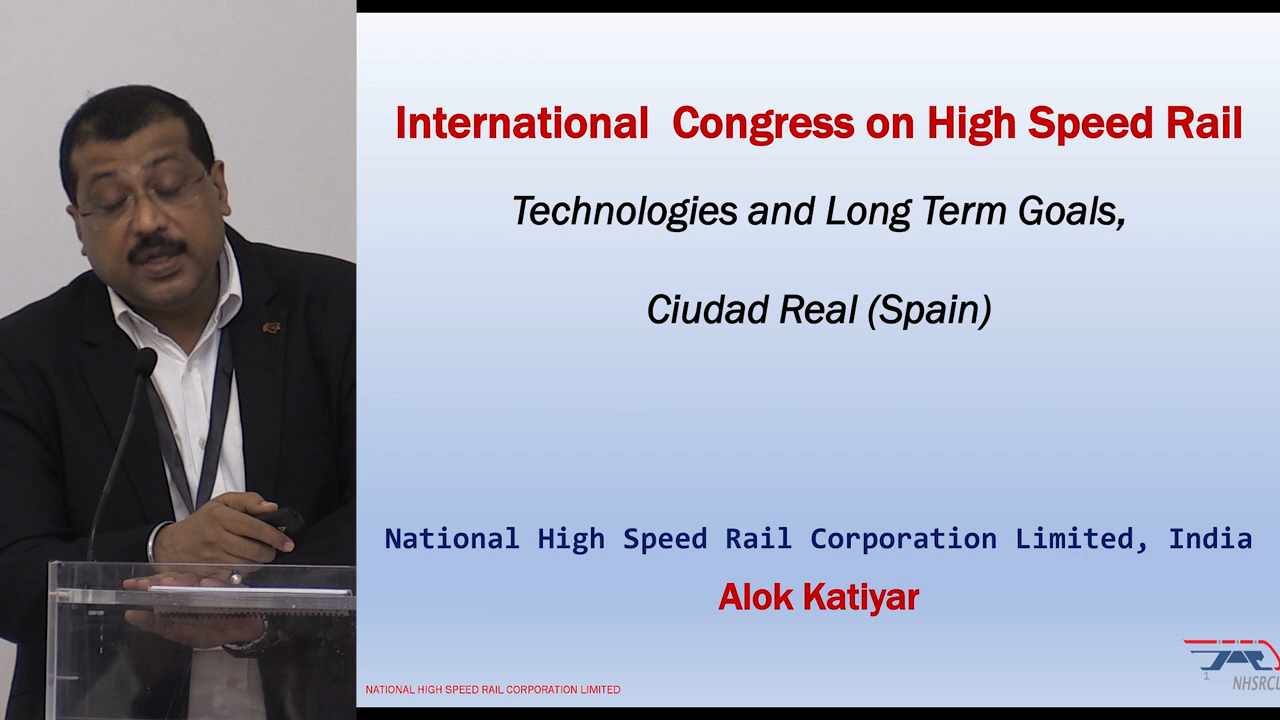 International Congress on High Speed Rail
Technologies and Long Term Goals,
Ciudad Real (Spain)
National High Speed Rail Corporation Limited, India
Alok Katiyar
NATIONAL HIGH SPEED RAIL CORPORATION LIMITED
1
NHSRCL